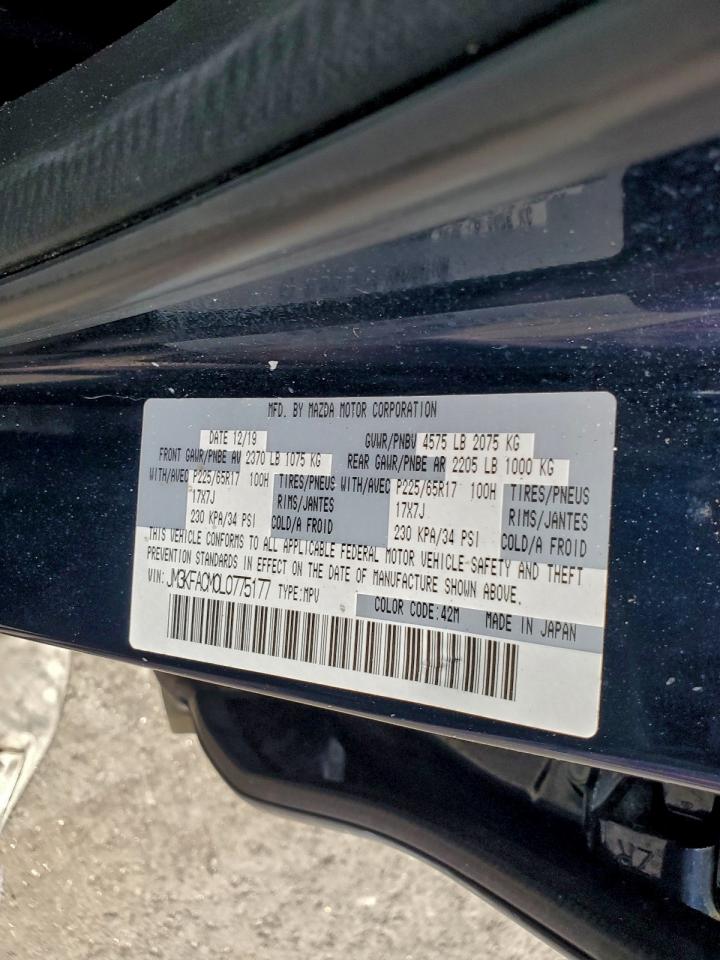 MFD. BY MAZDA MOTOR CORPORATION
DATE 12/19 GVWR/PNBV 4575 LB 2075 KG
FRONT GAWR/PNBE AV 2370 LB 1075 KG REAR GAWR/PNBE AR 2205 LB 1000 KG
WITH/AVEC P225/65R17 100H TIRES/PNEUS WITH/AVEC P225/65R17 100H TIRES/PNEUS
17X7J RIMS/JANTES 17X7J RIMS/JANTES
230 KPA/34 PSI COLD/A FROID 230 KPA/34 PSI COLD/A FROID
THIS VEHICLE CONFORMS TO ALL APPLICABLE FEDERAL MOTOR VEHICLE SAFETY AND THEFT
PREVENTION STANDARDS IN EFFECT ON THE DATE OF MANUFACTURE SHOWN ABOVE.
VIN: JM3KFACM0L0775177 TYPE:MPV
COLOR CODE:42M MADE IN JAPAN